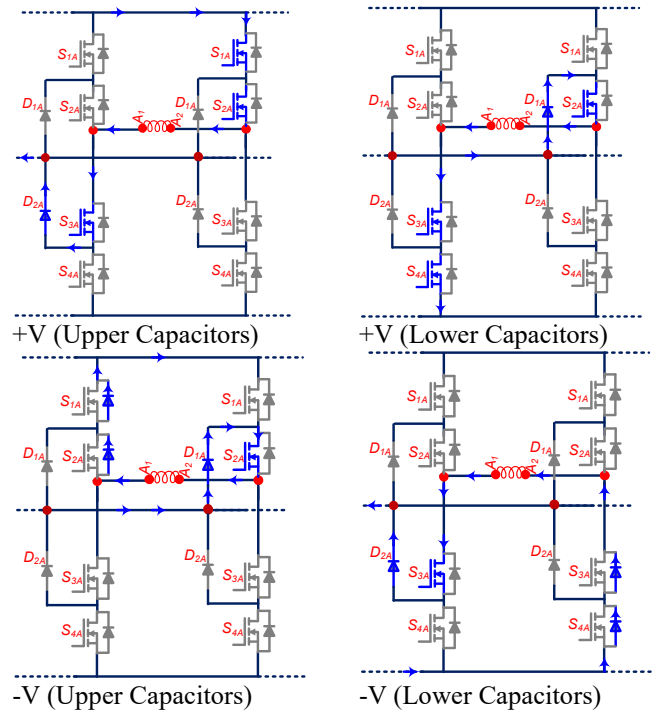 S1A
S1A
D1A
S2A
A1
A2
D1A
S2A
D2A
S3A
D2A
S3A
S4A
S4A
+V (Upper Capacitors)
S1A
S1A
D1A
S2A
A1
A2
D1A
S2A
D2A
S3A
D2A
S3A
S4A
S4A
+V (Lower Capacitors)
S1A
S1A
D1A
S2A
A1
A2
D1A
S2A
D2A
S3A
D2A
S3A
S4A
S4A
-V (Upper Capacitors)
S1A
S1A
D1A
S2A
A1
A2
D1A
S2A
D2A
S3A
D2A
S3A
S4A
S4A
-V (Lower Capacitors)